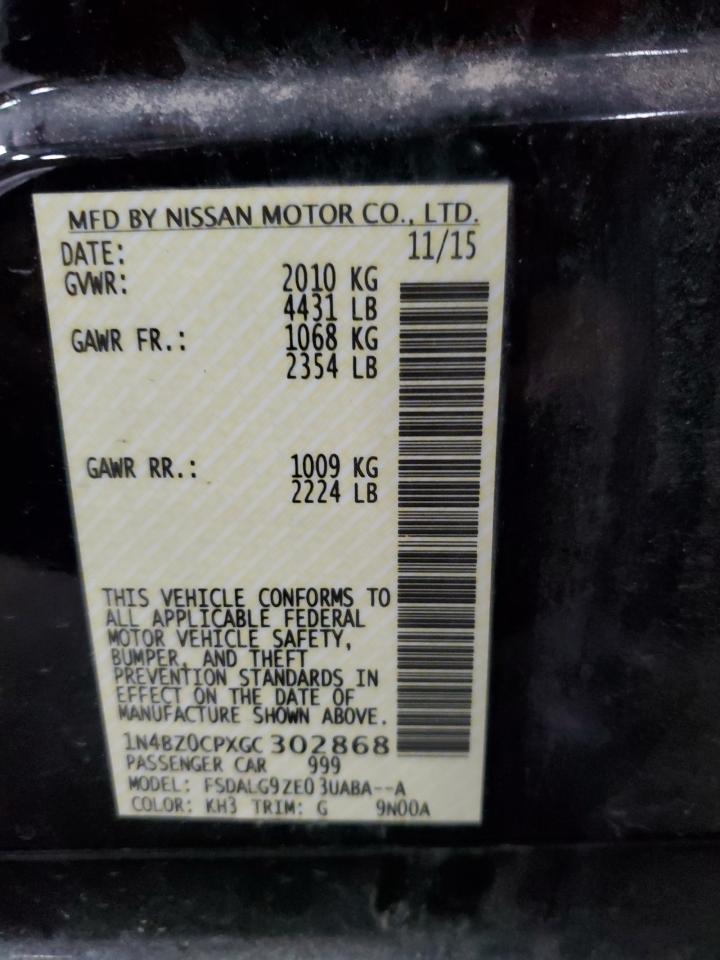 MFD BY NISSAN MOTOR CO., LTD.
DATE: 11/15
GVWR: 2010 KG
4431 LB
GAWR FR.: 1068 KG
2354 LB
GAWR RR.: 1009 KG
2224 LB
THIS VEHICLE CONFORMS TO
ALL APPLICABLE FEDERAL
MOTOR VEHICLE SAFETY,
BUMPER, AND THEFT
PREVENTION STANDARDS IN
EFFECT ON THE DATE OF
MANUFACTURE SHOWN ABOVE.
1N4BZ0CPXGC 302868
PASSENGER CAR 999
MODEL: FSDALG9ZE03UABA--A
COLOR: KH3 TRIM: G 9N00A